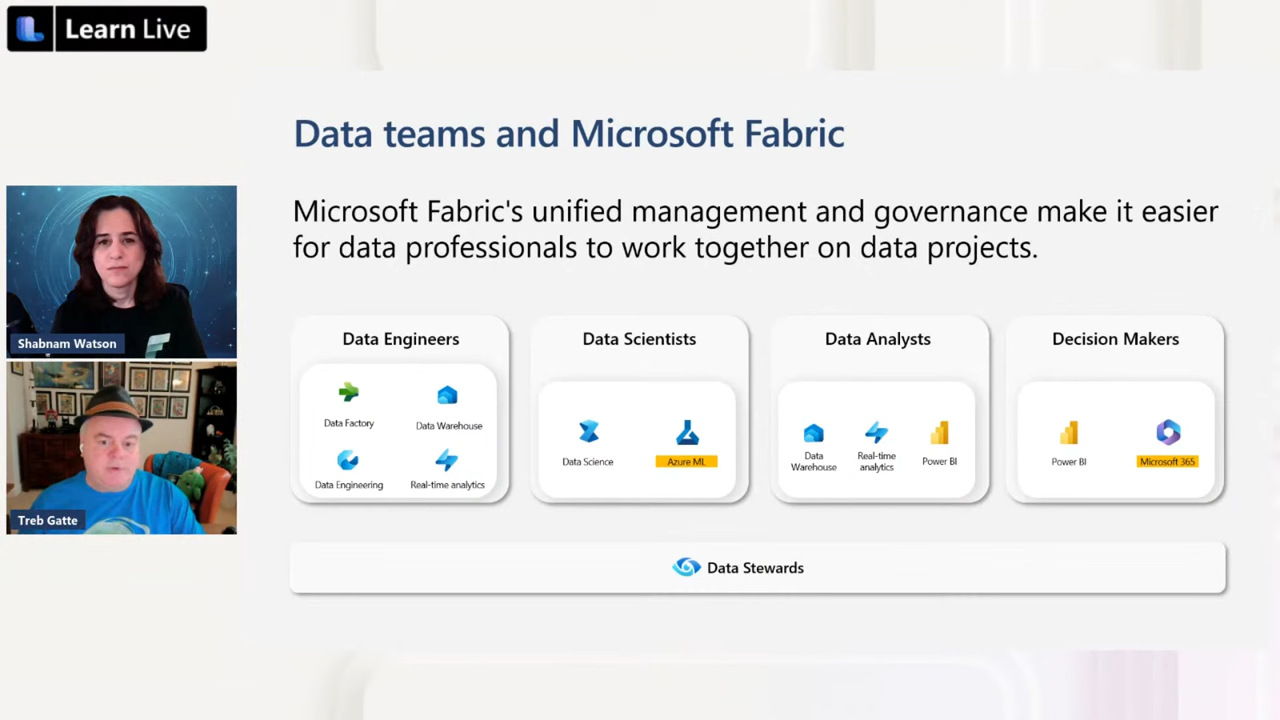 Learn Live
Data teams and Microsoft Fabric
Microsoft Fabric's unified management and governance make it easier
for data professionals to work together on data projects.
Shabnam Watson
Treb Gatte
Data Engineers
Data Factory
Data Warehouse
Data Engineering
Real-time analytics
Data Scientists
Data Science
Azure ML
Data Analysts
Data
Warehouse
Real-time
analytics
Power BI
Decision Makers
Power BI
Microsoft 365
Data Stewards